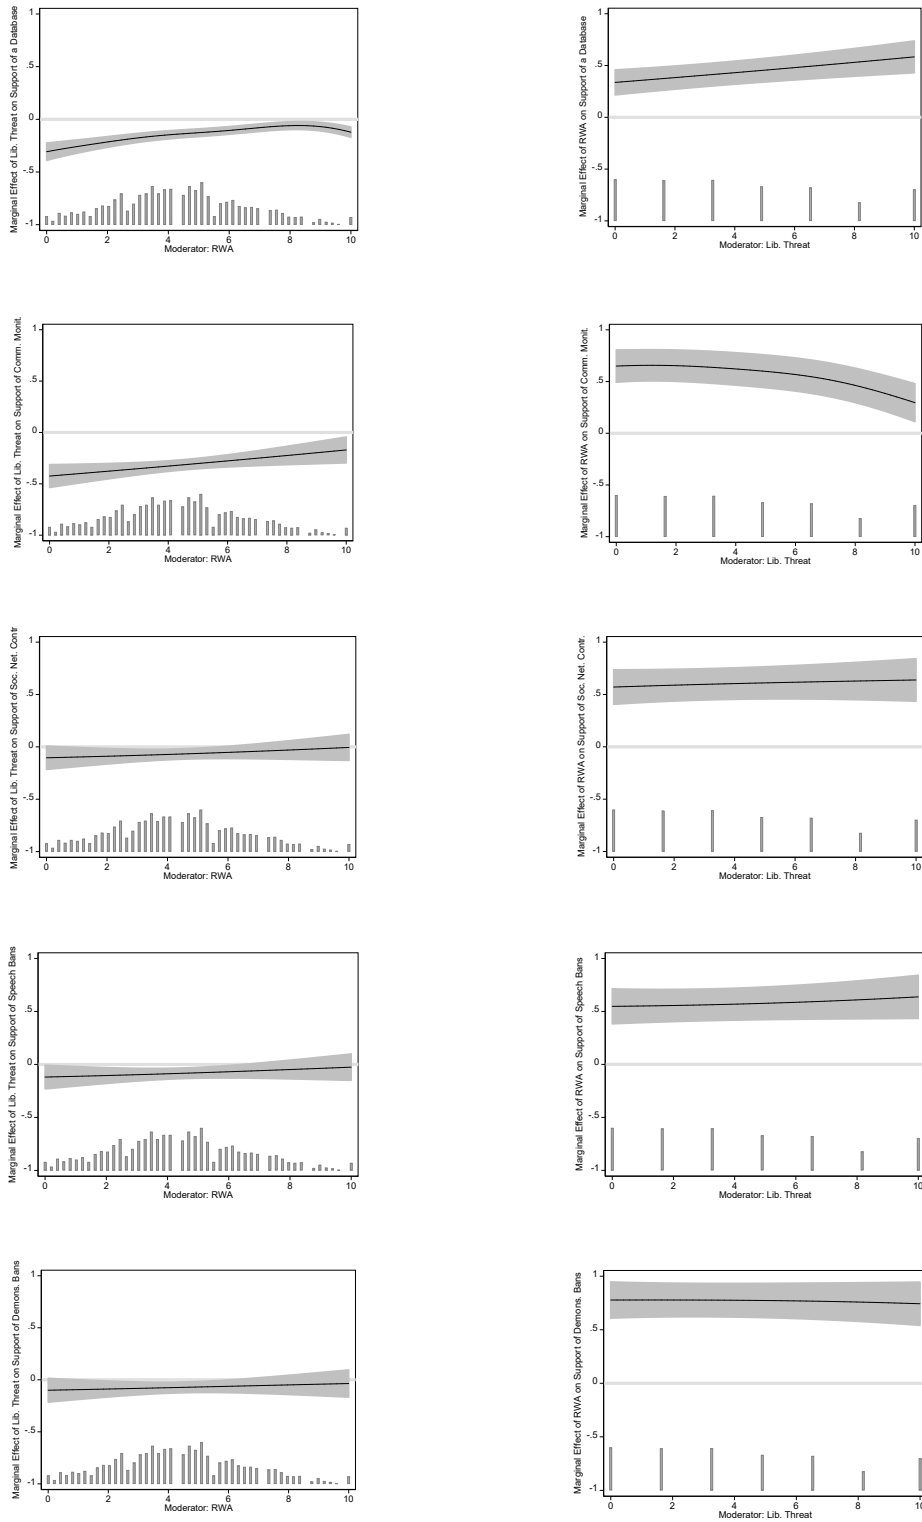 Marginal Effect of Lib. Threat on Support of a Database
1
.5
0
-.5
-1
0 2 4 6 8 10
Moderator: RWA
Marginal Effect of RWA on Support of a Database
1
.5
0
-.5
-1
0 2 4 6 8 10
Moderator: Lib. Threat
Marginal Effect of Lib. Threat on Support of Comm. Monit.
1
.5
0
-.5
-1
0 2 4 6 8 10
Moderator: RWA
Marginal Effect of RWA on Support of Comm. Monit.
1
.5
0
-.5
-1
0 2 4 6 8 10
Moderator: Lib. Threat
Marginal Effect of Lib. Threat on Support of Soc. Net. Contr
1
.5
0
-.5
-1
0 2 4 6 8 10
Moderator: RWA
Marginal Effect of RWA on Support of Soc. Net. Contr.
1
.5
0
-.5
-1
0 2 4 6 8 10
Moderator: Lib. Threat
Marginal Effect of Lib. Threat on Support of Speech Bans
1
.5
0
-.5
-1
0 2 4 6 8 10
Moderator: RWA
Marginal Effect of RWA on Support of Speech Bans
1
.5
0
-.5
-1
0 2 4 6 8 10
Moderator: Lib. Threat
Marginal Effect of Lib. Threat on Support of Demons. Bans
1
.5
0
-.5
-1
0 2 4 6 8 10
Moderator: RWA
Marginal Effect of RWA on Support of Demons. Bans
1
.5
0
-.5
-1
0 2 4 6 8 10
Moderator: Lib. Threat